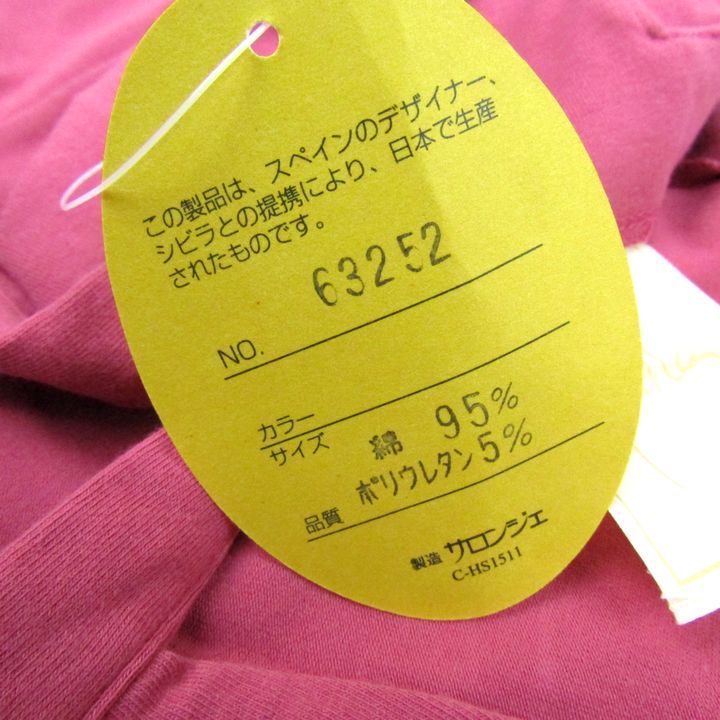 この製品は、スペインのデザイナー、
シビラとの提携により、日本で生産
されたものです。
NO. 63252
カラー
サイズ
綿 95%
ポリウレタン 5%
品質
製造 サロンジェ
C-HS1511